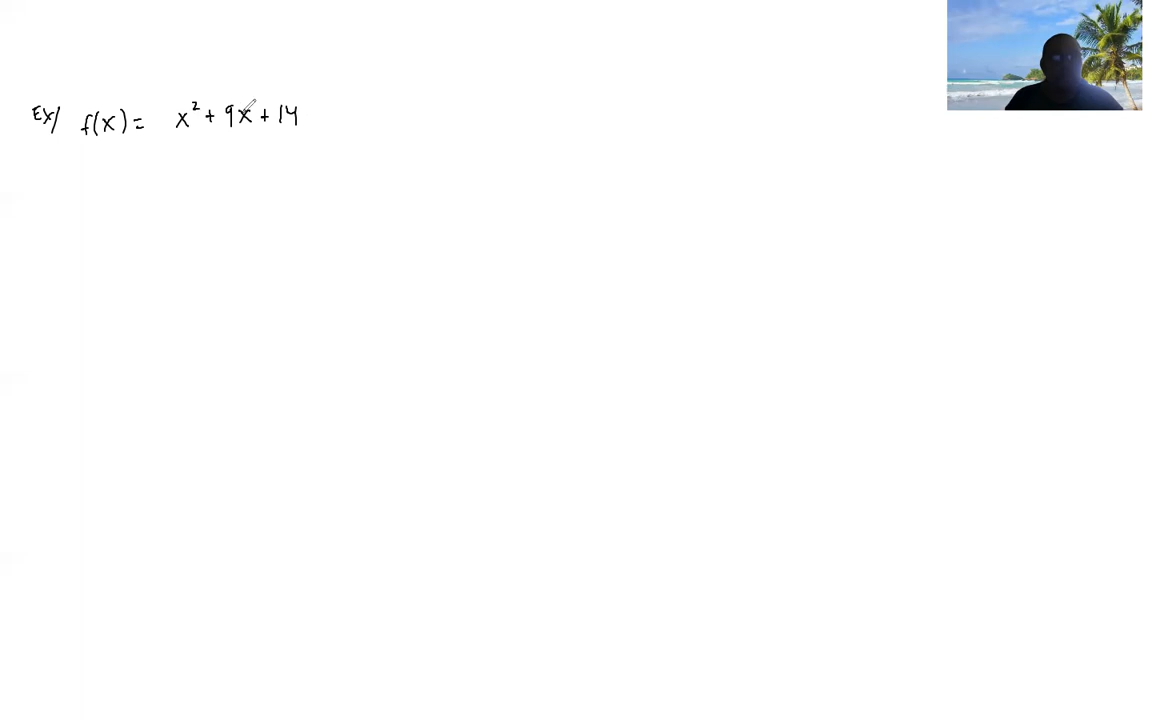 Ex/ f(x) = x² + 9x + 14